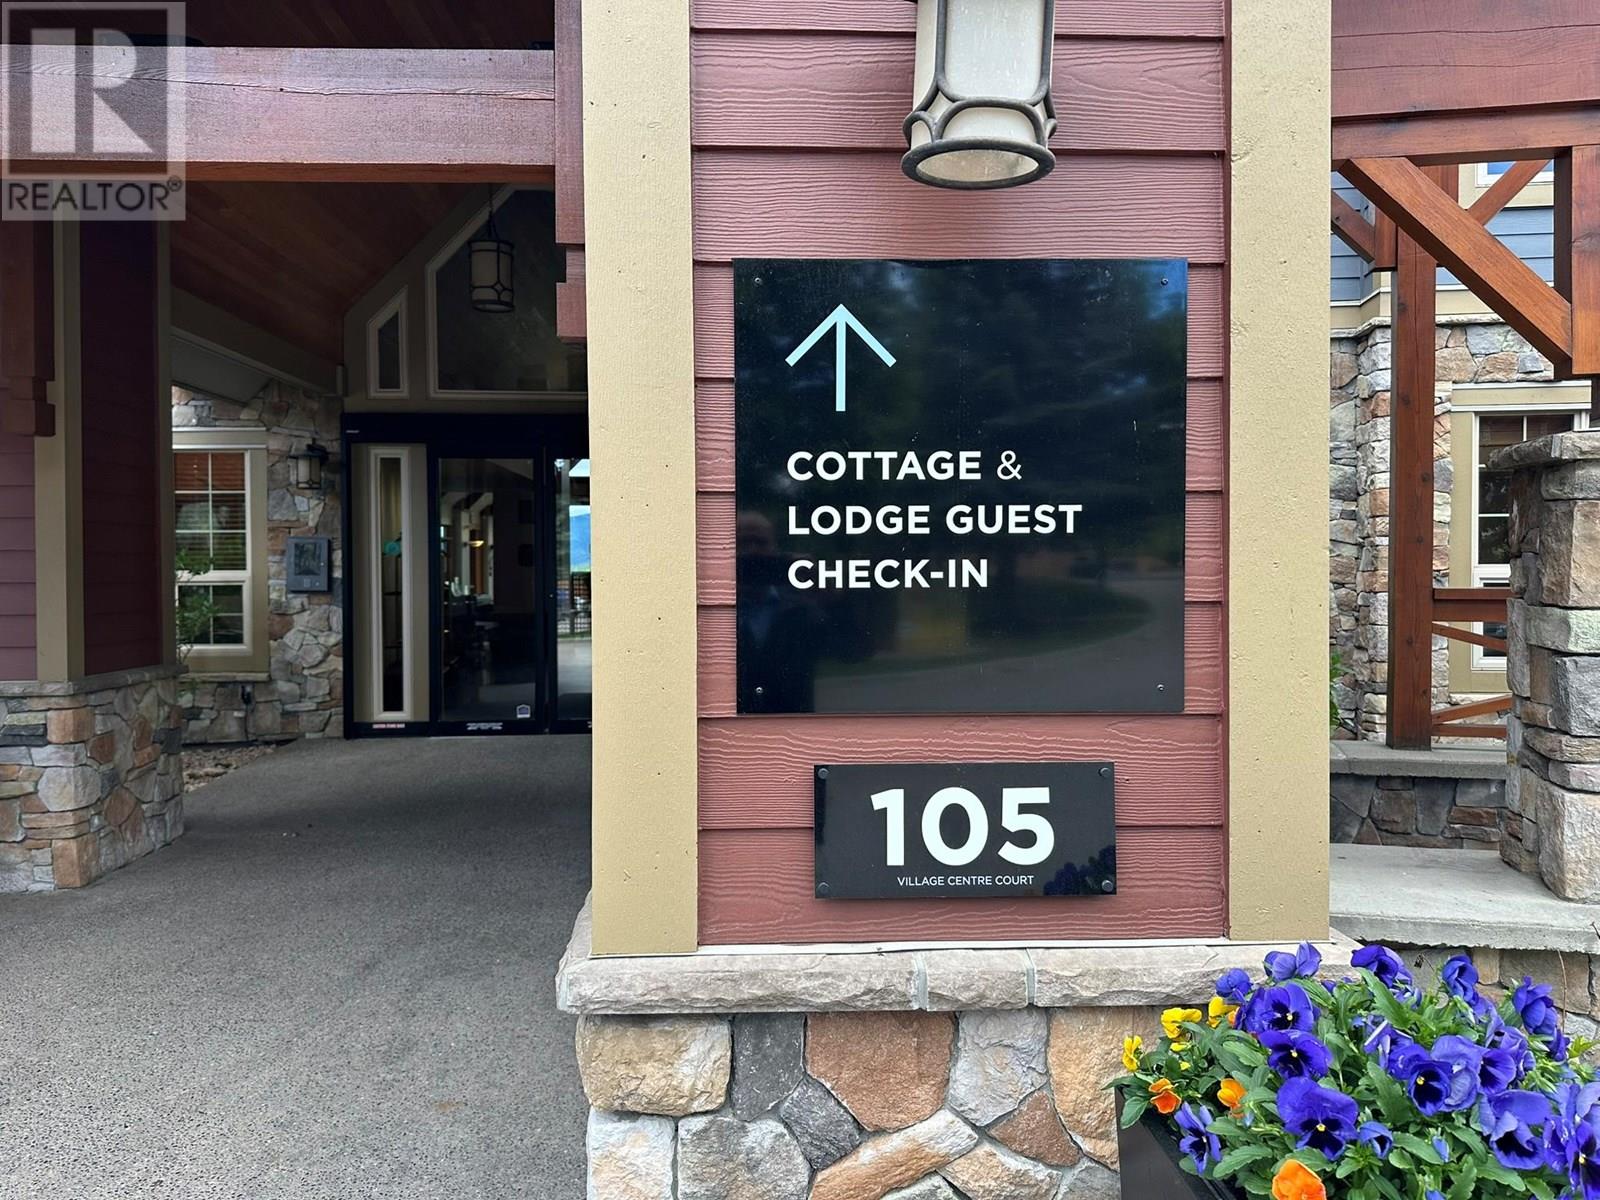 R
REALTOR®
COTTAGE &
LODGE GUEST
CHECK-IN
105
VILLAGE CENTRE COURT